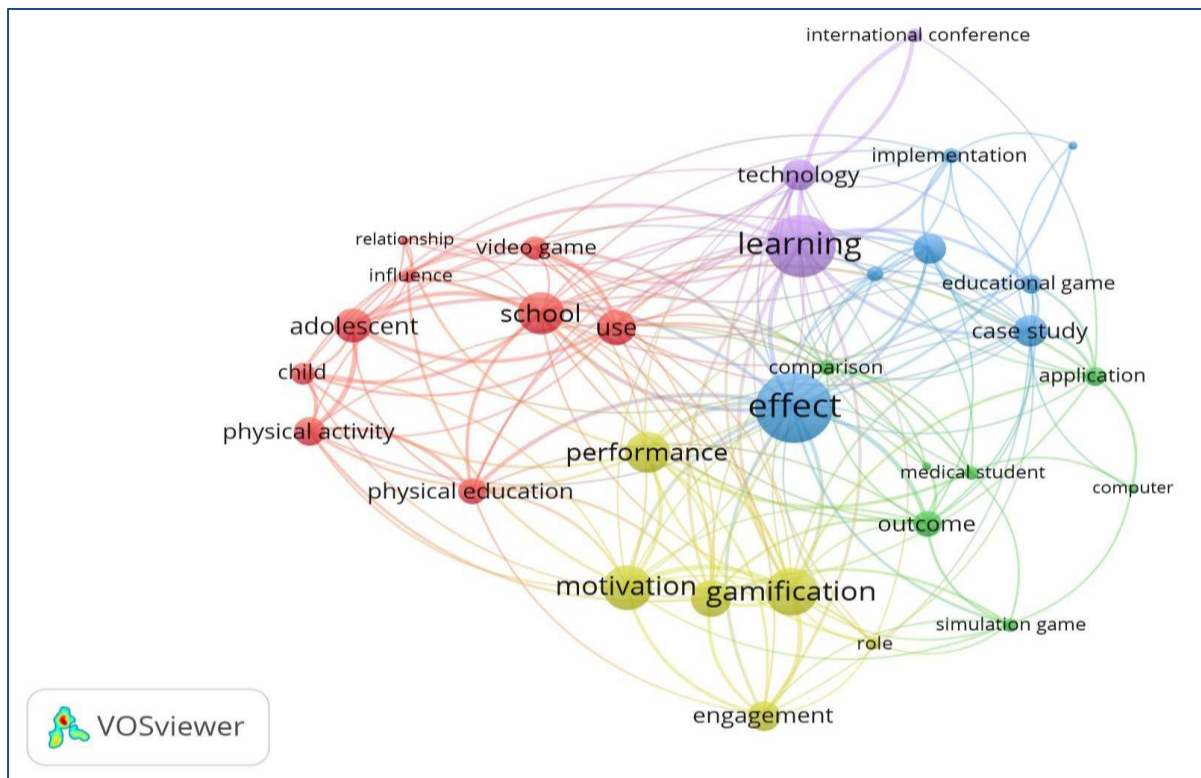 international conference
implementation
technology
relationship
video game
learning
influence
educational game
adolescent
school
use
case study
child
comparison
application
effect
physical activity
performance
medical student
physical education
computer
outcome
motivation
gamification
simulation game
role
engagement
VOSviewer